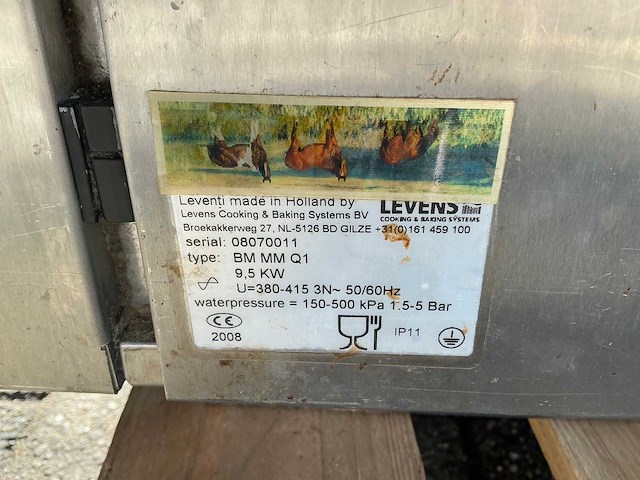 Leventi made in Holland by
Levens Cooking & Baking Systems BV
LEVENS
COOKING & BAKING SYSTEMS
Broekakkerweg 27, NL-5126 BD GILZE +31(0)161 459 100
serial: 08070011
type: BM MM Q1
9,5 KW
U=380-415 3N~ 50/60Hz
waterpressure = 150-500 kPa 1.5-5 Bar
CE
2008
IP11